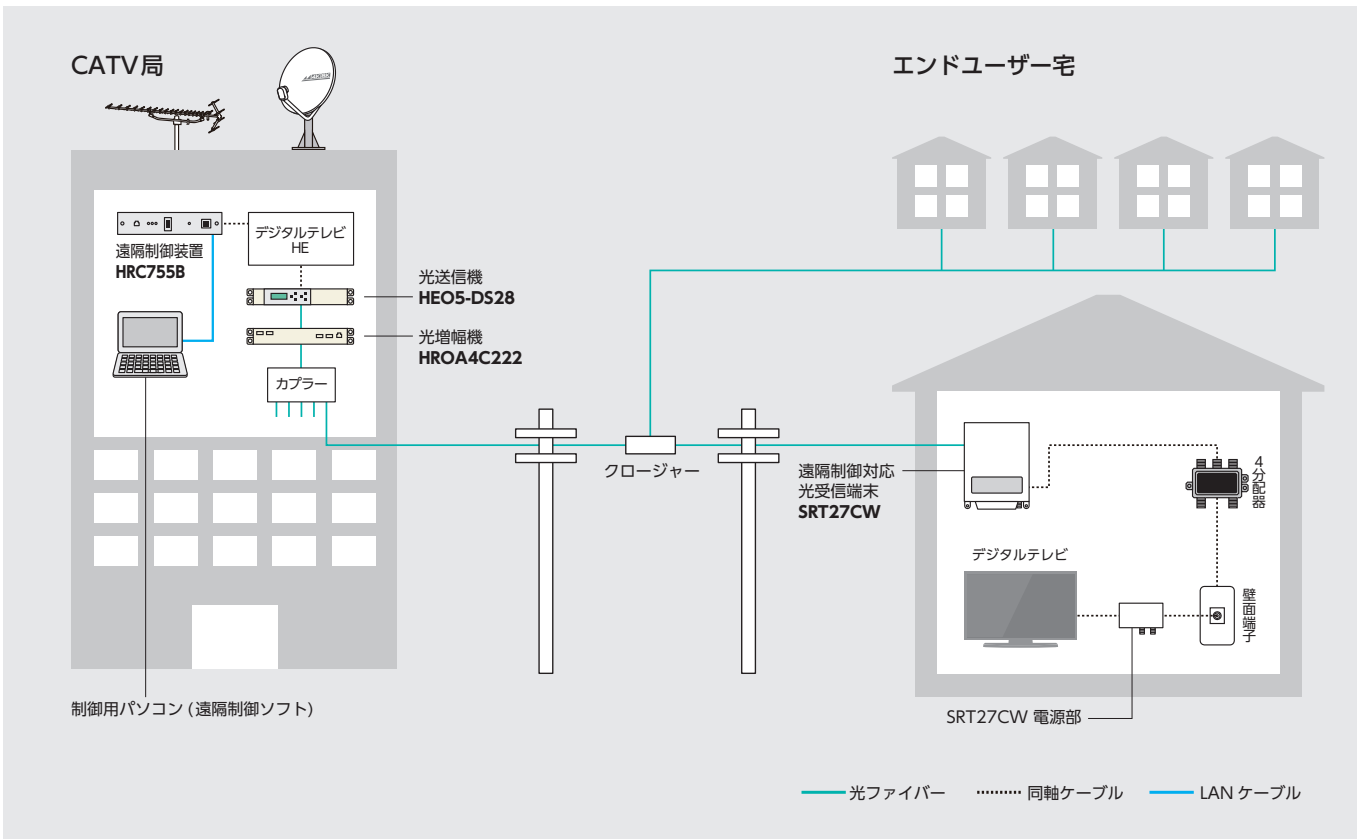 CATV局
エンドユーザー宅
遠隔制御装置
HRC755B
デジタルテレビ
HE
光送信機
HEO5-DS28
光増幅機
HROA4C222
カプラー
クロージャー
遠隔制御対応
光受信端末
SRT27CW
4分配器
デジタルテレビ
壁面端子
制御用パソコン (遠隔制御ソフト)
SRT27CW 電源部
光ファイバー
同軸ケーブル
LAN ケーブル